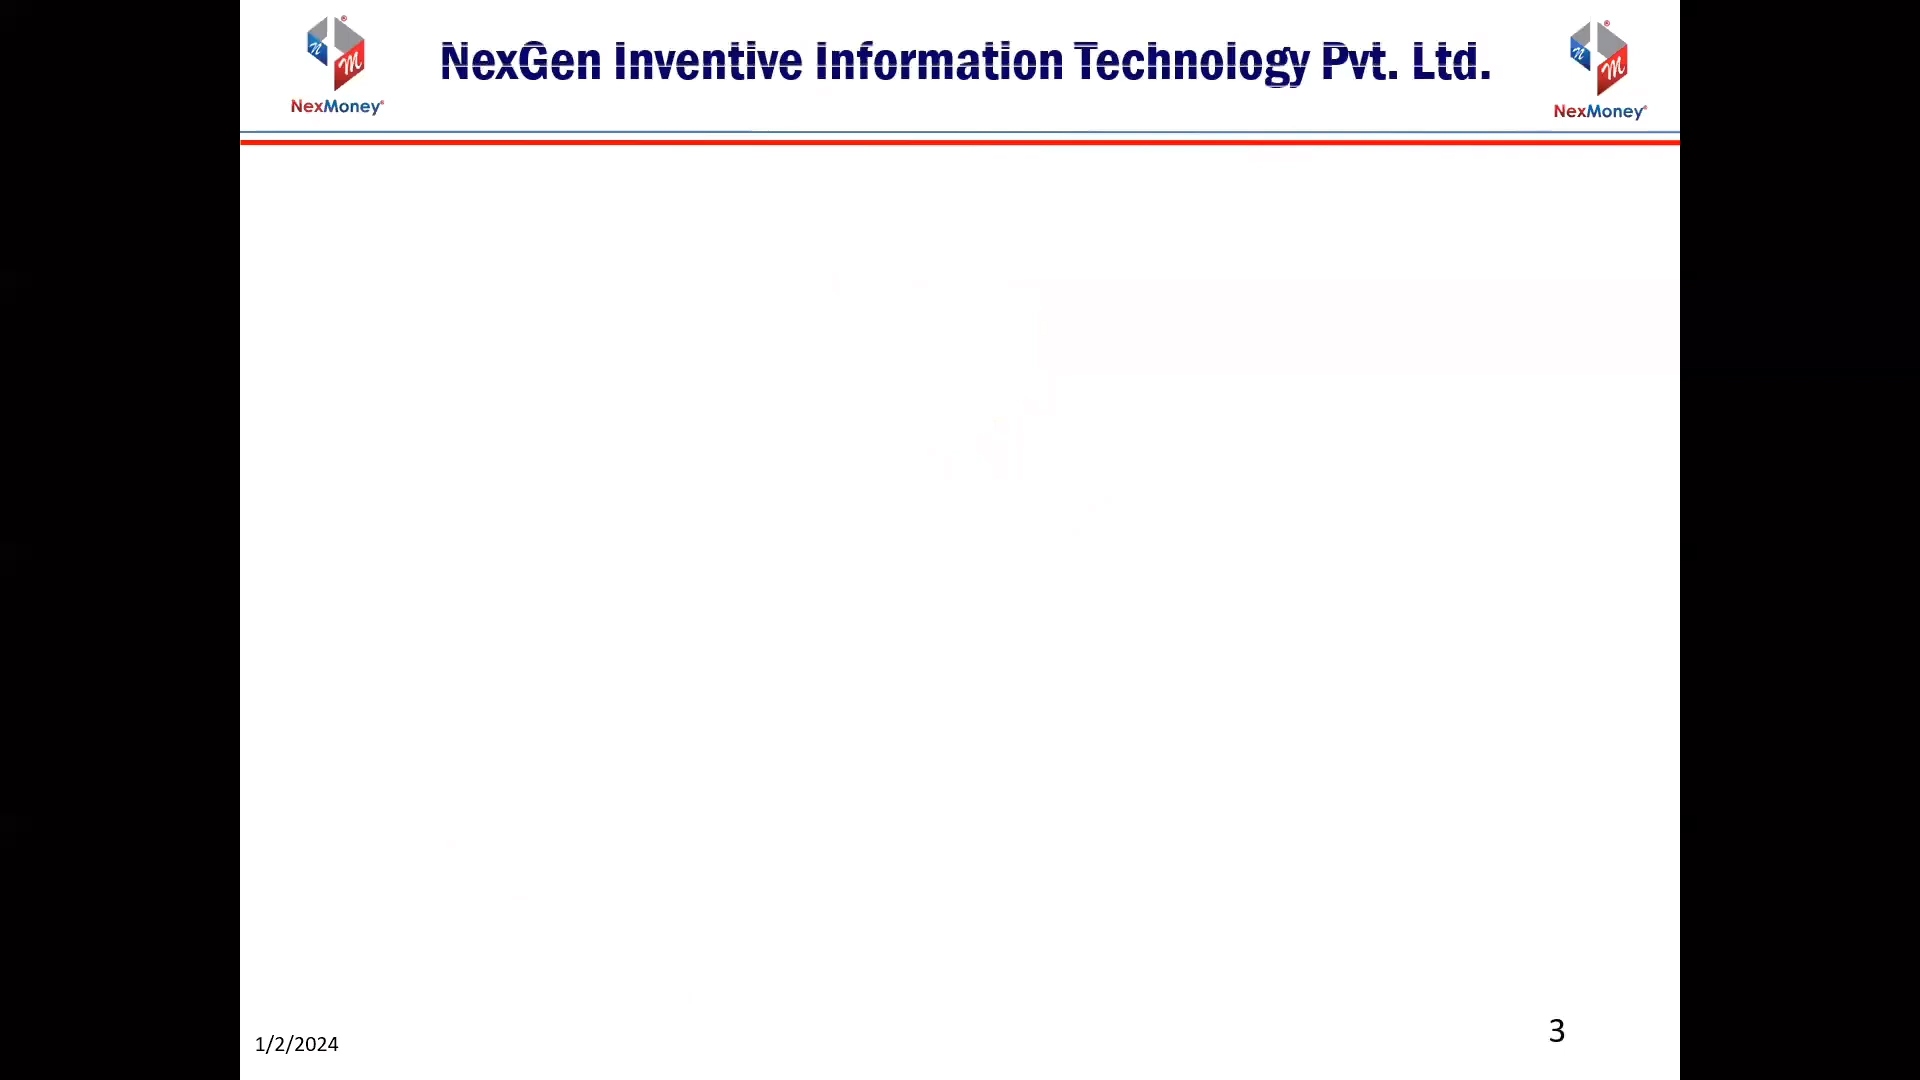 NexGen Inventive Information Technology Pvt. Ltd.
n m ®
NexMoney®
n m ®
NexMoney®
1/2/2024
3